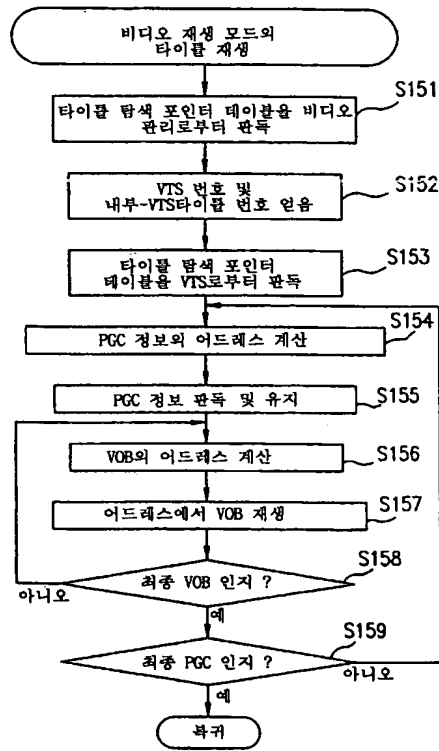 비디오 재생 모드의
타이틀 재생
S151
타이틀 탐색 포인터 테이블을 비디오
관리로부터 판독
S152
VTS 번호 및
내부-VTS타이틀 번호 얻음
S153
타이틀 탐색 포인터
테이블을 VTS로부터 판독
S154
PGC 정보의 어드레스 계산
S155
PGC 정보 판독 및 유지
S156
VOB의 어드레스 계산
S157
어드레스에서 VOB 재생
S158
최종 VOB 인지 ?
아니오
예
S159
최종 PGC 인지 ?
아니오
예
복귀